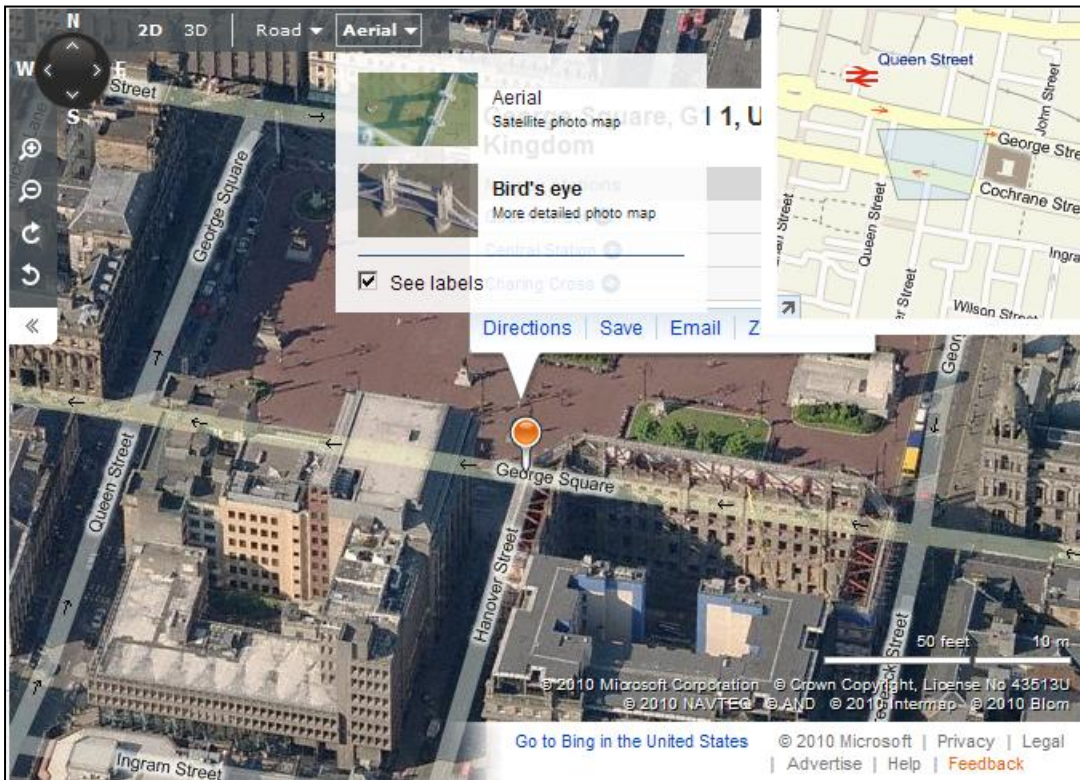 N
2D 3D Road Aerial
W E
S
Street
Aerial
Satellite photo map
George Square, G1 1, U
Kingdom
Bird's eye
More detailed photo map
Central Station
See labels
Charing Cross
Directions Save Email Z
Queen Street
John Street
George Stre
Cochrane Stre
Queen Street
Ingra
Wilson Street
George Square
Queen Street
George Square
Hanover Street
Ingram Street
50 feet 10 m
© 2010 Microsoft Corporation © Crown Copyright, License No 43513U
© 2010 NAVTEQ © AND © 2010 Intermap © 2010 Blom
Go to Bing in the United States © 2010 Microsoft | Privacy | Legal
| Advertise | Help | Feedback